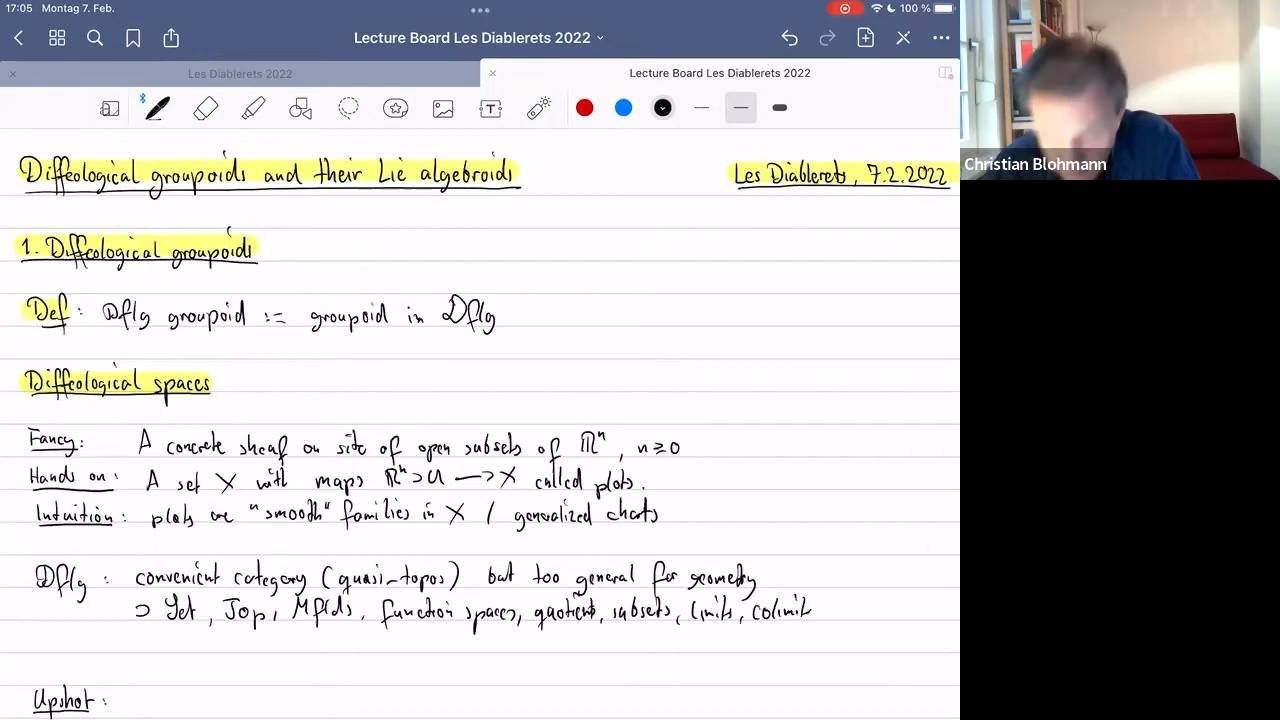 17:05 Montag 7. Feb.
100 %
Lecture Board Les Diablerets 2022
Les Diablerets 2022
Lecture Board Les Diablerets 2022
Christian Blohmann
Diffeological groupoids and their Lie algebroids
Les Diablerets, 7.2.2022
1. Diffeological groupoids
Def: Dflg groupoid := groupoid in Dflg
Diffeological spaces
Fancy: A concrete sheaf on site of open subsets of ℝⁿ, n≥0
Hands on: A set X with maps ℝⁿ ⊃ U → X called plots.
Intuition: plots are "smooth" families in X / generalized charts
Dflg: convenient category (quasi-topos) but too general for geometry
⊃ Set, Top, Mflds, function spaces, quotients, subsets, limits, colimits
Upshot: